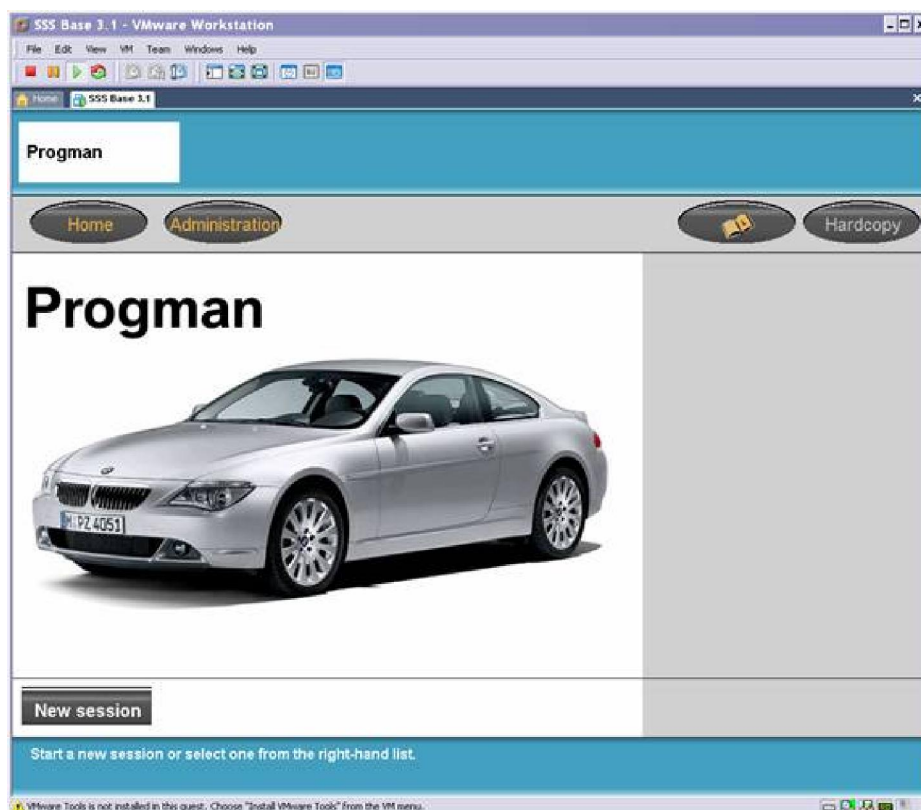 SSS Base 3.1 - VMware Workstation
File Edit View VM Team Windows Help
Home SSS Base 3.1
Progman
Home Administration Hardcopy
Progman
M PZ 4051
New session
Start a new session or select one from the right-hand list.
VMware Tools is not installed in this guest. Choose "Install VMware Tools" from the VM menu.